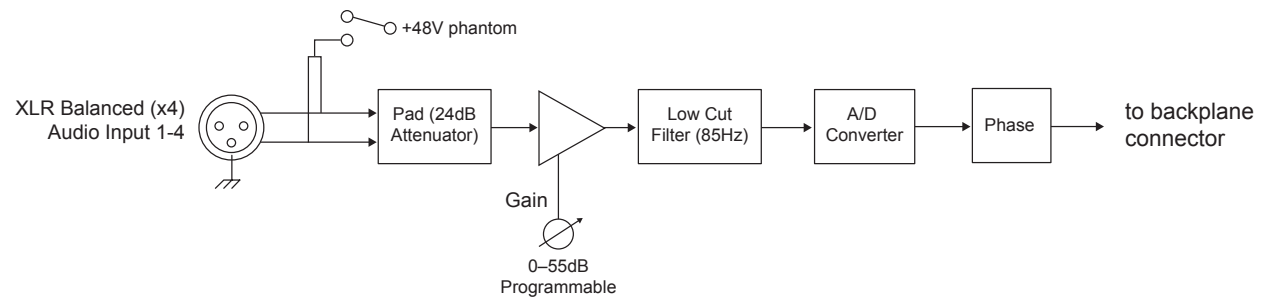 +48V phantom
XLR Balanced (x4)
Audio Input 1-4
Pad (24dB
Attenuator)
Low Cut
Filter (85Hz)
A/D
Converter
Phase
to backplane
connector
Gain
0–55dB
Programmable